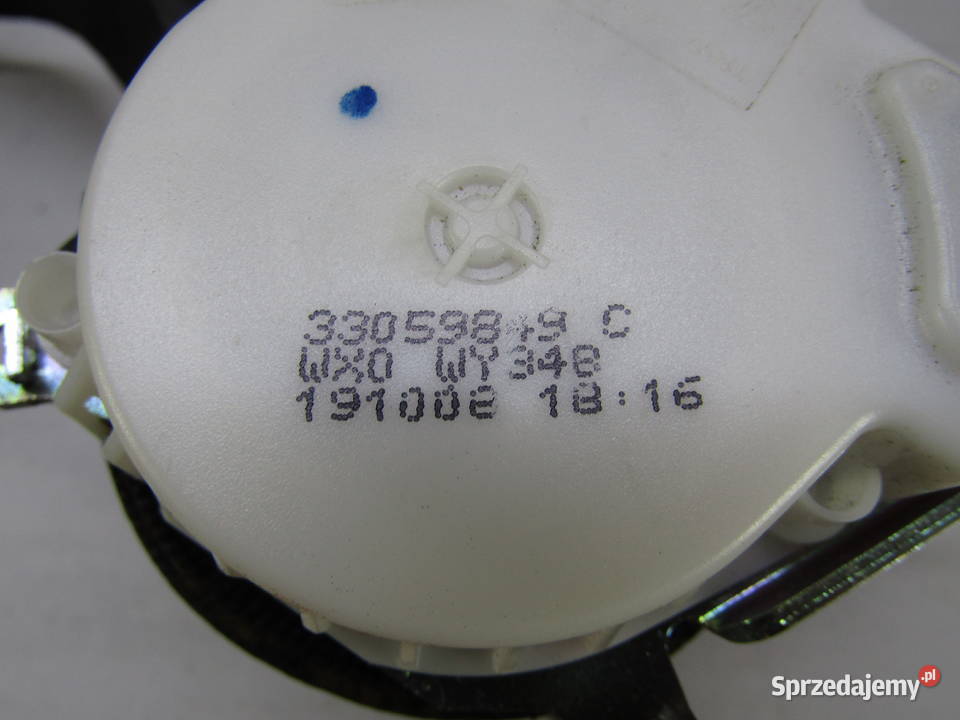 33059849 C
WX0 WY348
191008 18:16
Sprzedajemy.pl